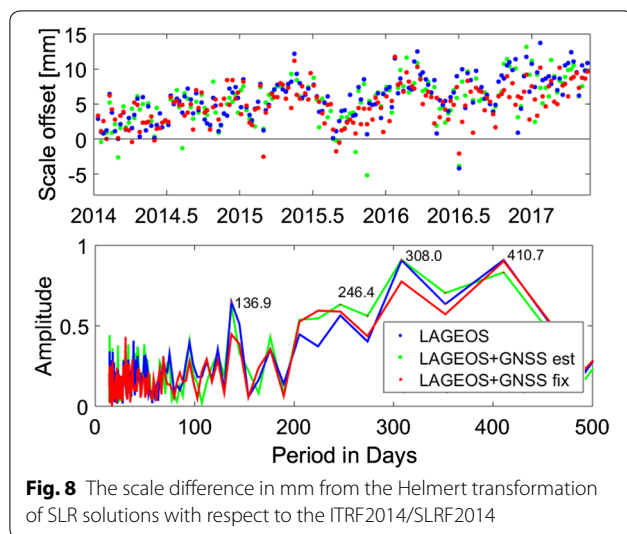 Scale offset [mm]
15
10
5
0
-5
2014 2014.5 2015 2015.5 2016 2016.5 2017
Amplitude
1
0.5
0
136.9
246.4
308.0
410.7
LAGEOS
LAGEOS+GNSS est
LAGEOS+GNSS fix
0 100 200 300 400 500
Period in Days
Fig. 8 The scale difference in mm from the Helmert transformation
of SLR solutions with respect to the ITRF2014/SLRF2014